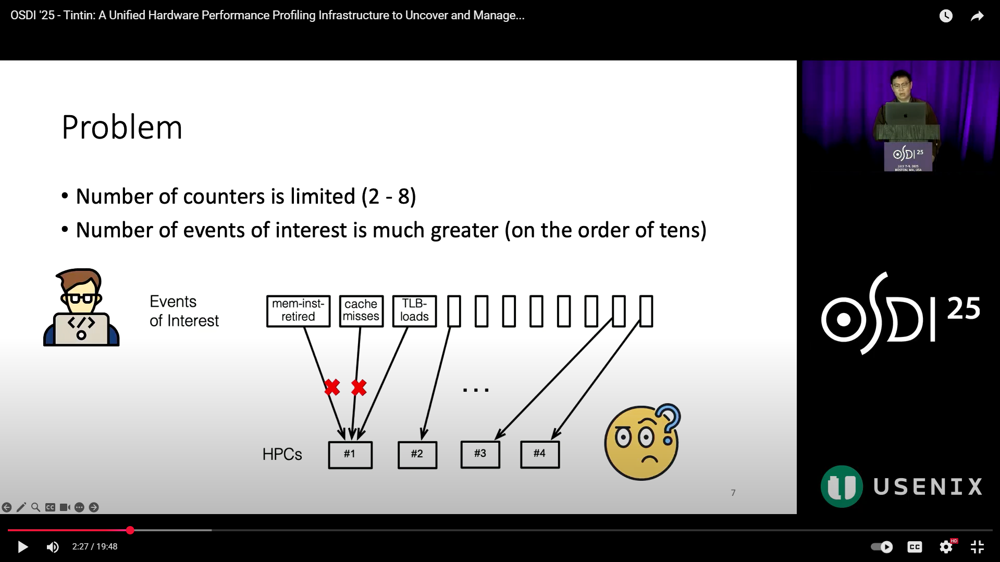 OSDI '25 - Tintin: A Unified Hardware Performance Profiling Infrastructure to Uncover and Manage...
Problem
• Number of counters is limited (2 - 8)
• Number of events of interest is much greater (on the order of tens)
Events
of Interest
mem-inst-
retired
cache
misses
TLB-
loads
...
HPCs
#1
#2
#3
#4
7
CC
OSDI 25
JULY 7-9, 2025
BOSTON, MA, USA
OSDI 25
USENIX
2:27 / 19:48
CC
HD